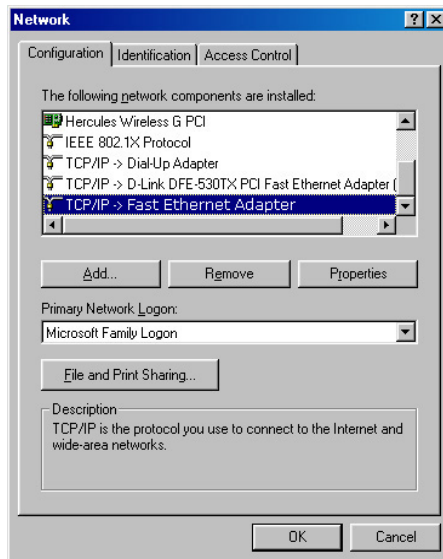 Network
Configuration Identification Access Control
The following network components are installed:
Hercules Wireless G PCI
IEEE 802.1X Protocol
TCP/IP -> Dial-Up Adapter
TCP/IP -> D-Link DFE-530TX PCI Fast Ethernet Adapter (
TCP/IP -> Fast Ethernet Adapter
Add... Remove Properties
Primary Network Logon:
Microsoft Family Logon
File and Print Sharing...
Description
TCP/IP is the protocol you use to connect to the Internet and
wide-area networks.
OK Cancel